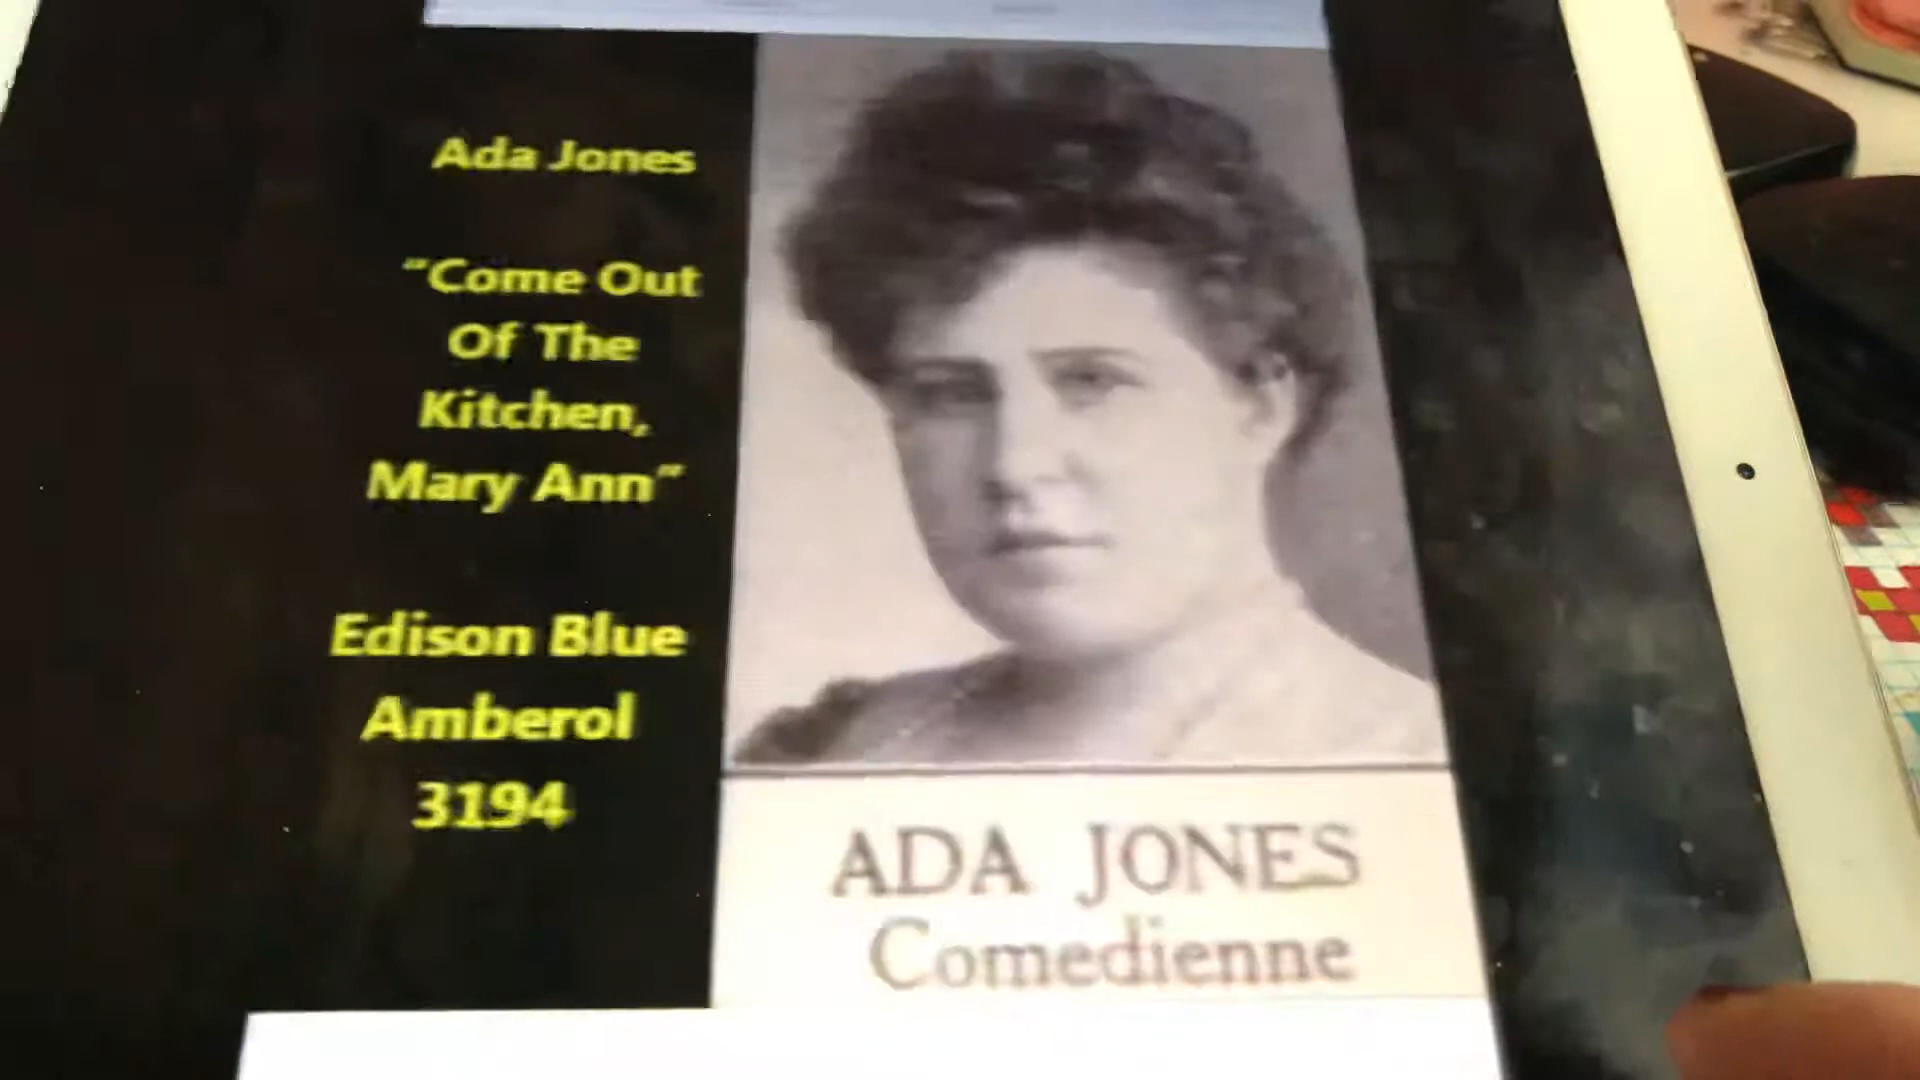 Ada Jones
“Come Out
Of The
Kitchen,
Mary Ann”
Edison Blue
Amberol
3194
ADA JONES
Comedienne